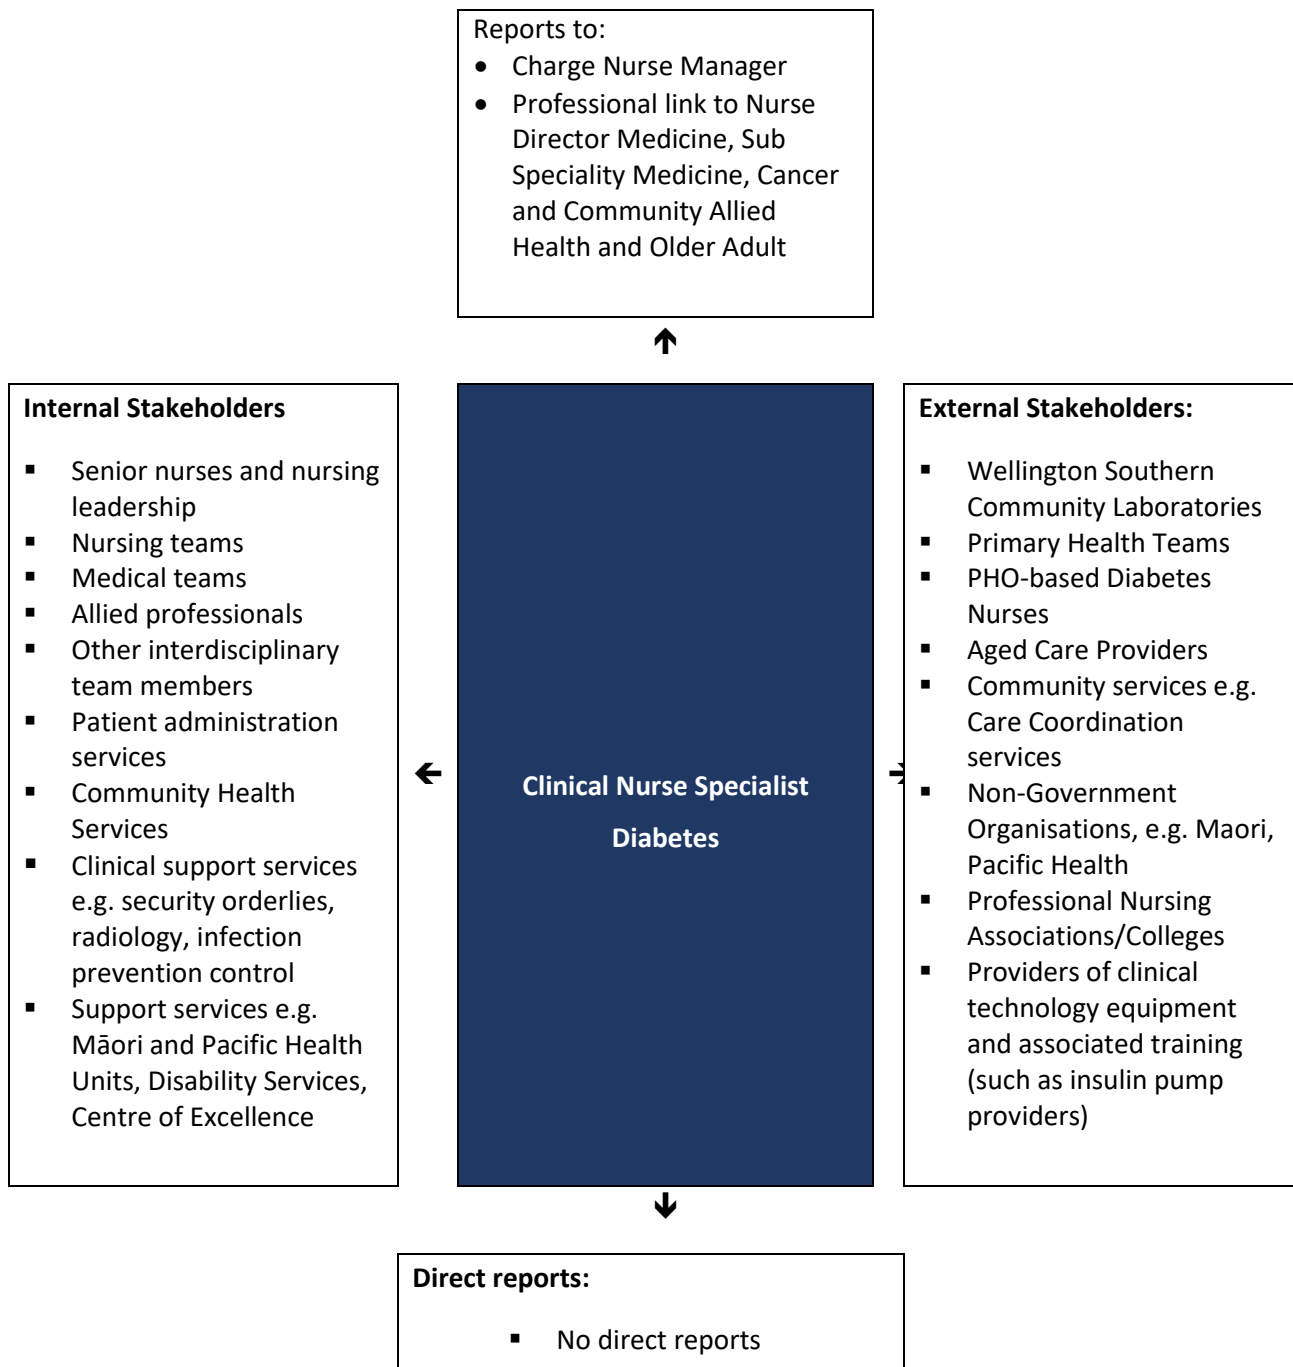 Reports to:
• Charge Nurse Manager
• Professional link to Nurse
Director Medicine, Sub
Speciality Medicine, Cancer
and Community Allied
Health and Older Adult
Internal Stakeholders
▪ Senior nurses and nursing
leadership
▪ Nursing teams
▪ Medical teams
▪ Allied professionals
▪ Other interdisciplinary
team members
▪ Patient administration
services
▪ Community Health
Services
▪ Clinical support services
e.g. security orderlies,
radiology, infection
prevention control
▪ Support services e.g.
Māori and Pacific Health
Units, Disability Services,
Centre of Excellence
Clinical Nurse Specialist
Diabetes
External Stakeholders:
▪ Wellington Southern
Community Laboratories
▪ Primary Health Teams
▪ PHO-based Diabetes
Nurses
▪ Aged Care Providers
▪ Community services e.g.
Care Coordination
services
▪ Non-Government
Organisations, e.g. Maori,
Pacific Health
▪ Professional Nursing
Associations/Colleges
▪ Providers of clinical
technology equipment
and associated training
(such as insulin pump
providers)
Direct reports:
▪ No direct reports